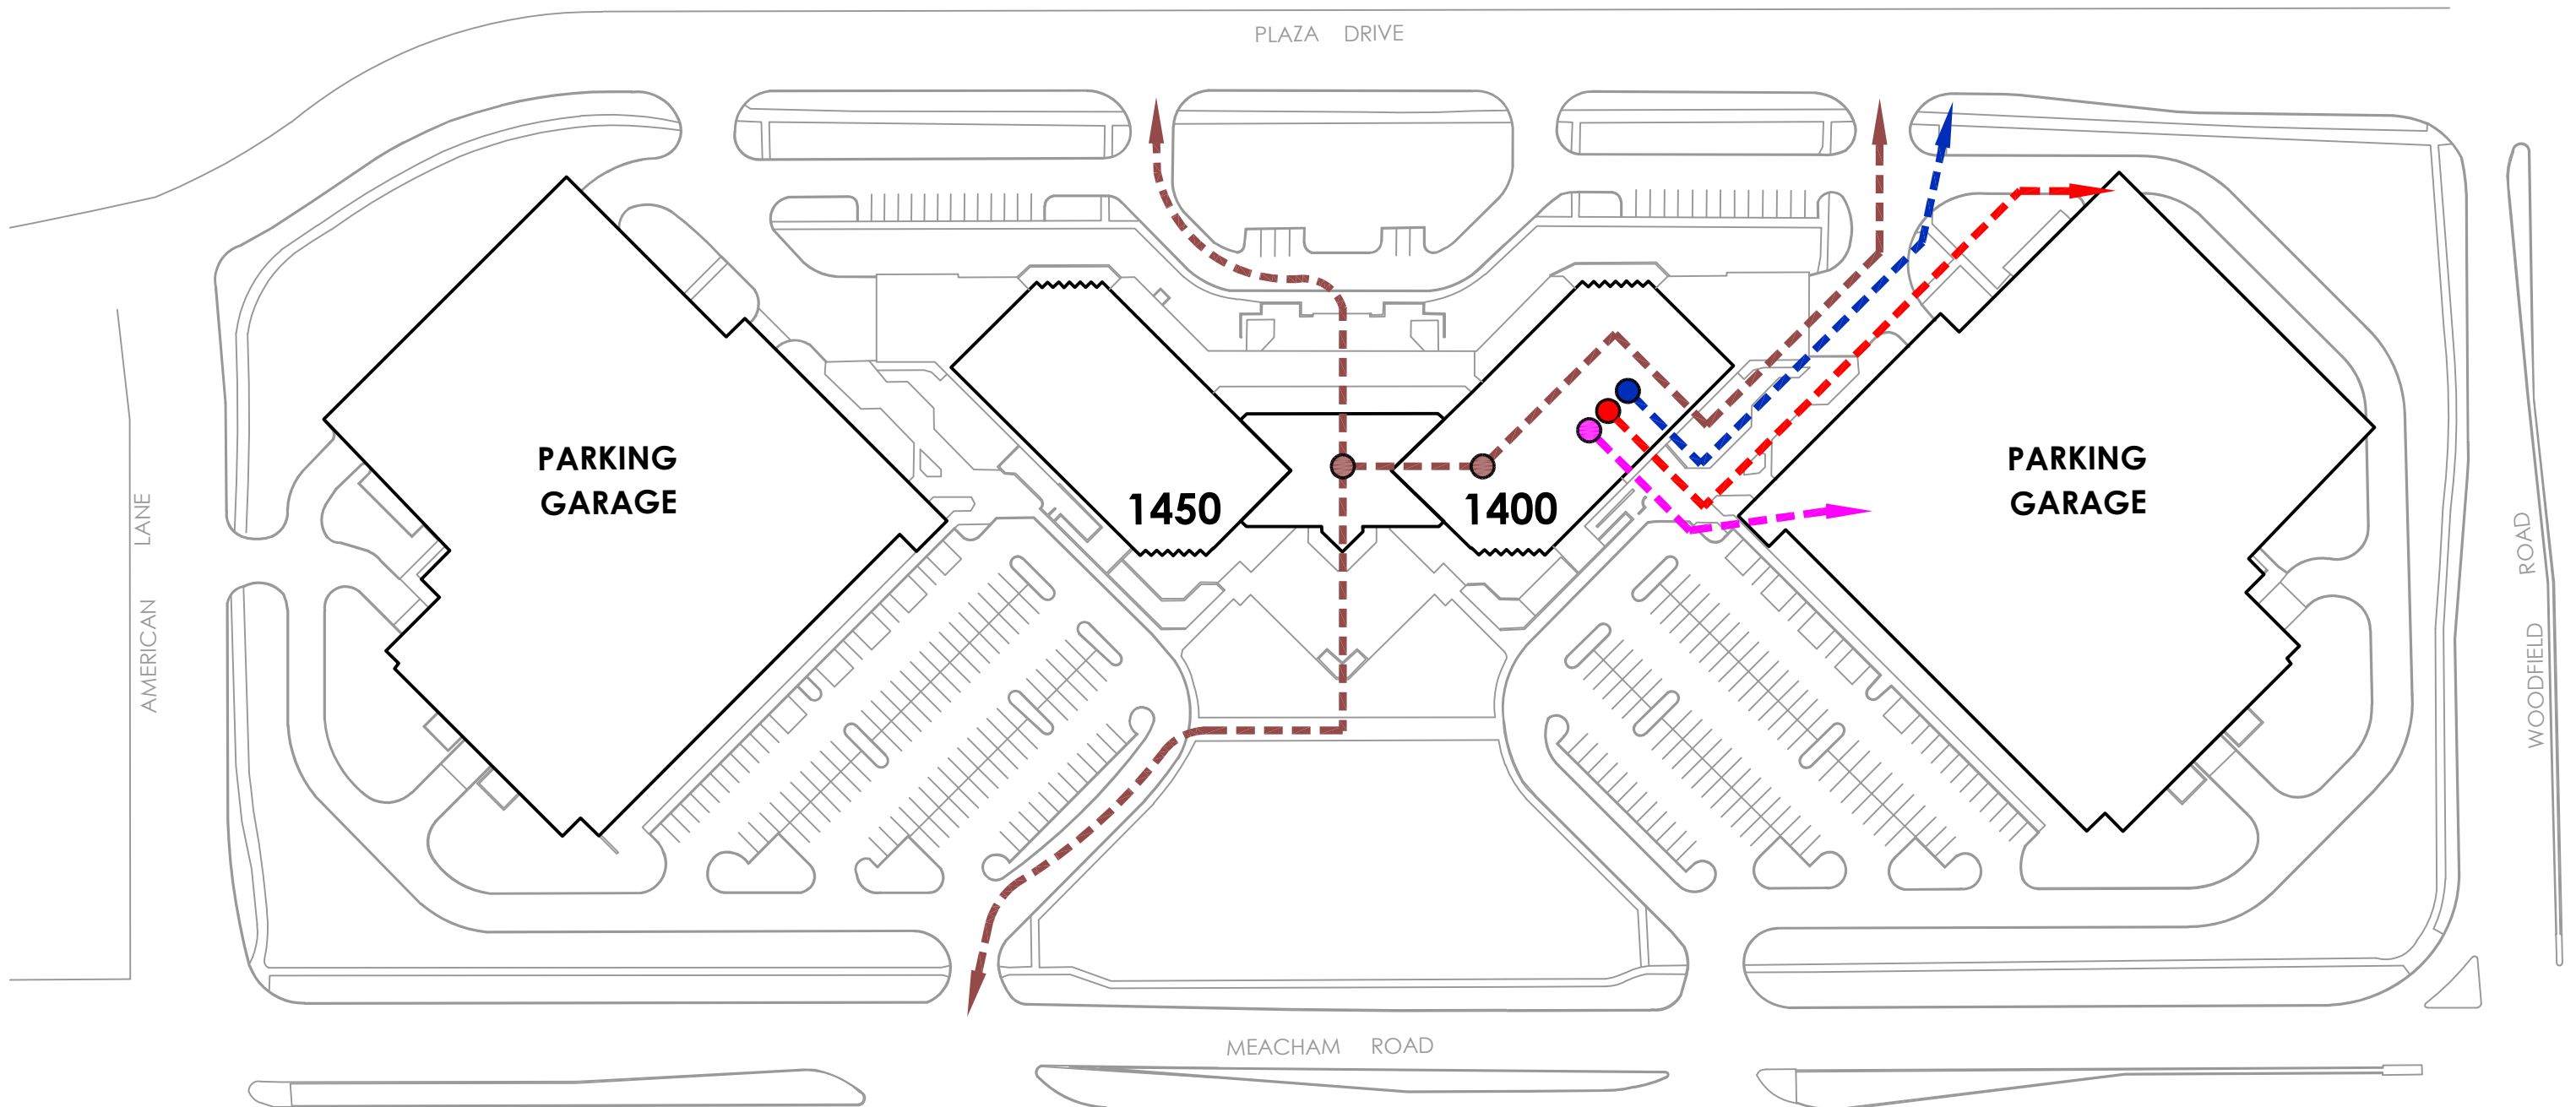 PLAZA DRIVE
PARKING
GARAGE
1450
1400
PARKING
GARAGE
AMERICAN LANE
WOODFIELD ROAD
MEACHAM ROAD